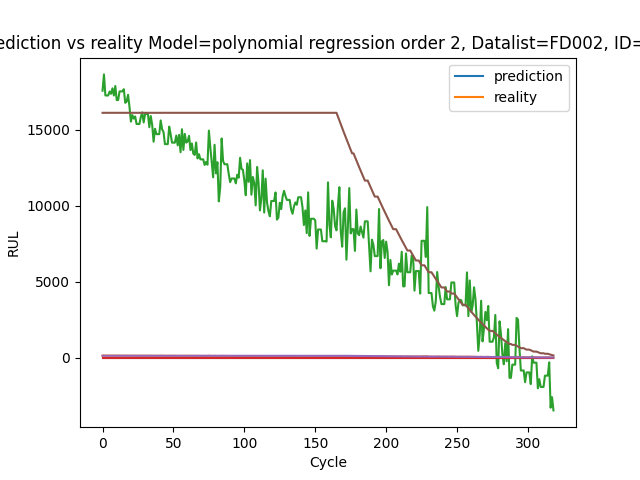 ediction vs reality Model=polynomial regression order 2, Datalist=FD002, ID=
prediction
reality
RUL
15000
10000
5000
0
0 50 100 150 200 250 300
Cycle